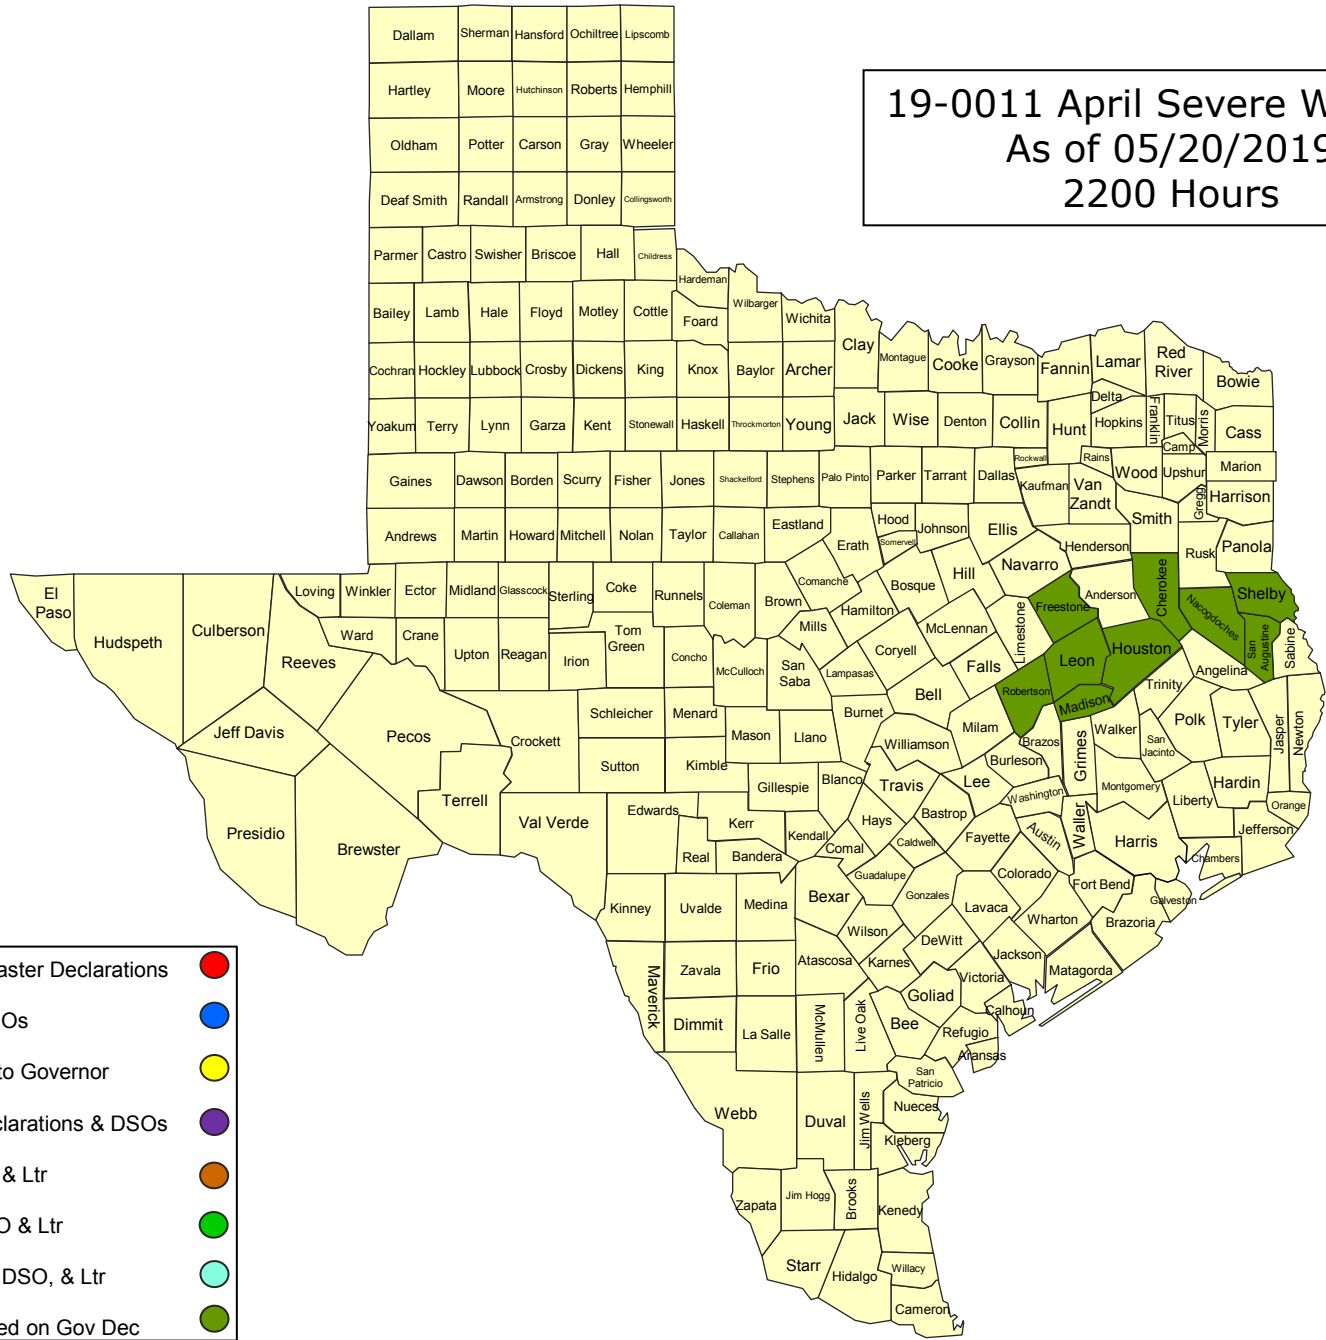 Dallam Sherman Hansford Ochiltree Lipscomb
Hartley Moore Hutchinson Roberts Hemphill
19-0011 April Severe W
As of 05/20/2019
2200 Hours
Oldham Potter Carson Gray Wheeler
Deaf Smith Randall Armstrong Donley Collingsworth
Parmer Castro Swisher Briscoe Hall Childress
Hardeman
Bailey Lamb Hale Floyd Motley Cottle Foard Wilbarger Wichita
Clay Montague Cooke Grayson Fannin Lamar Red
River Bowie
Cochran Hockley Lubbock Crosby Dickens King Knox Baylor Archer
Delta
Yoakum Terry Lynn Garza Kent Stonewall Haskell Throckmorton Young Jack Wise Denton Collin Hunt Hopkins Franklin Titus Morris Cass
Camp
Rockwall Rains
Gaines Dawson Borden Scurry Fisher Jones Shackelford Stephens Palo Pinto Parker Tarrant Dallas Kaufman Van
Zandt Wood Upshur Marion
Gregg Harrison
Andrews Martin Howard Mitchell Nolan Taylor Callahan Eastland Erath Hood Somervell Johnson Ellis Henderson Smith Rusk Panola
El
Paso Hudspeth Culberson Loving Winkler Ector Midland Glasscock Sterling Coke Runnels Coleman Brown Comanche Hamilton Bosque Hill Navarro Freestone Anderson Cherokee Nacogdoches Shelby
Reeves Ward Crane Upton Reagan Irion Tom
Green Concho McCulloch San
Saba Mills Lampasas Coryell McLennan Limestone Falls Leon Houston San
Augustine Sabine
Angelina
Jeff Davis Pecos Crockett Schleicher Menard Mason Llano Burnet Bell Milam Robertson Madison Trinity Polk Tyler Jasper Newton
Walker San
Jacinto
Sutton Kimble Gillespie Blanco Williamson Travis Lee Burleson Brazos Grimes Washington Montgomery Liberty Hardin Orange
Presidio Brewster Terrell Val Verde Edwards Kerr Kendall Hays Comal Caldwell Bastrop Fayette Austin Waller Harris Chambers Jefferson
Real Bandera
Kinney Uvalde Medina Bexar Guadalupe Gonzales Lavaca Colorado Fort Bend Galveston
Wilson Wharton Brazoria
Maverick Zavala Frio Atascosa Karnes DeWitt Jackson Matagorda
Victoria
Goliad Calhoun
Dimmit La Salle McMullen Live Oak Bee Refugio
Aransas
San
Patricio
Webb Duval Jim Wells Nueces
Kleberg
Zapata Jim Hogg Brooks Kenedy
Starr Hidalgo Willacy
Cameron
aster Declarations
Os
to Governor
clarations & DSOs
& Ltr
O & Ltr
DSO, & Ltr
ed on Gov Dec